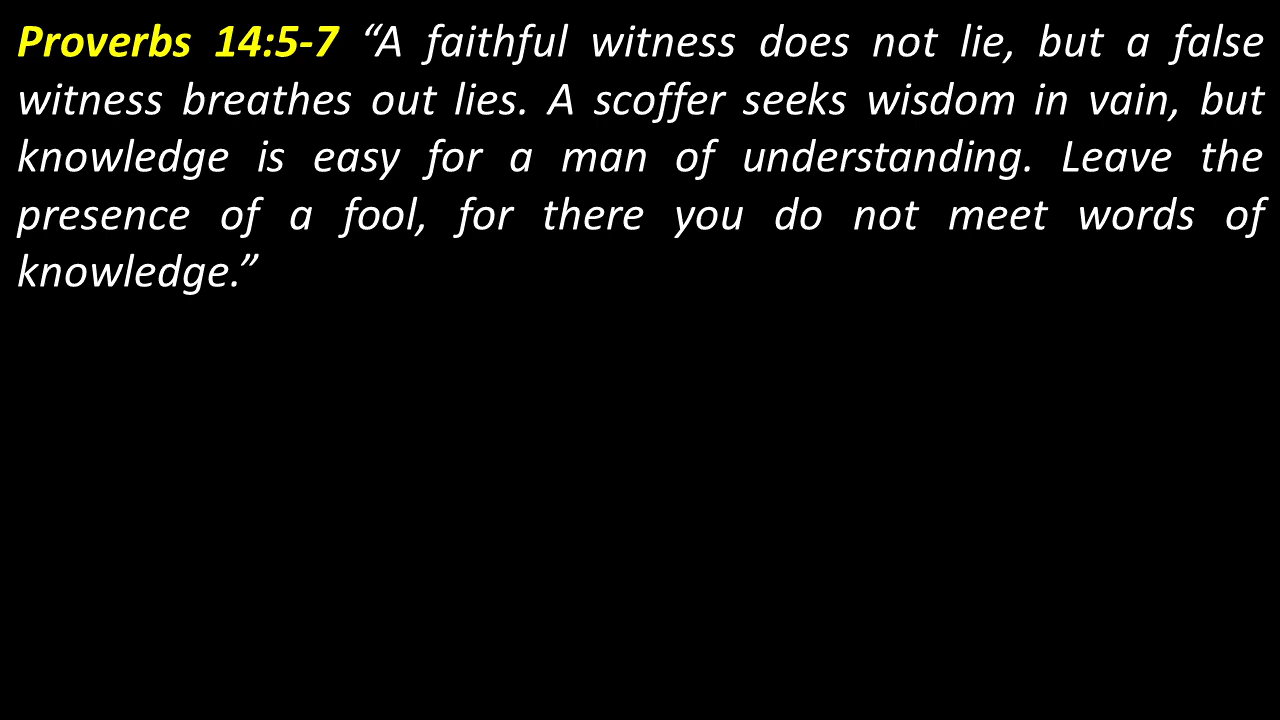 Proverbs 14:5-7 “A faithful witness does not lie, but a false
witness breathes out lies. A scoffer seeks wisdom in vain, but
knowledge is easy for a man of understanding. Leave the
presence of a fool, for there you do not meet words of
knowledge.”